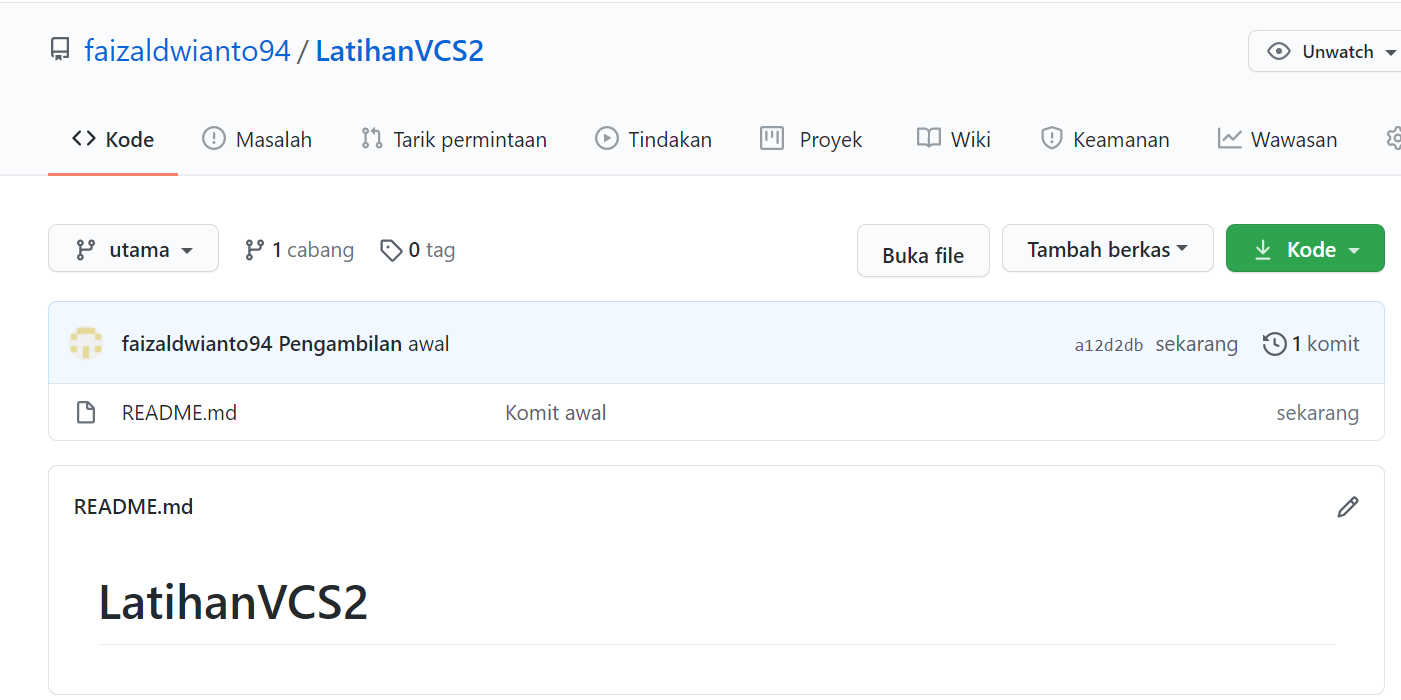 faizaldwianto94 / LatihanVCS2 Unwatch
Kode Masalah Tarik permintaan Tindakan Proyek Wiki Keamanan Wawasan
utama 1 cabang 0 tag Buka file Tambah berkas Kode
faizaldwianto94 Pengambilan awal a12d2db sekarang 1 komit
README.md Komit awal sekarang
README.md
LatihanVCS2